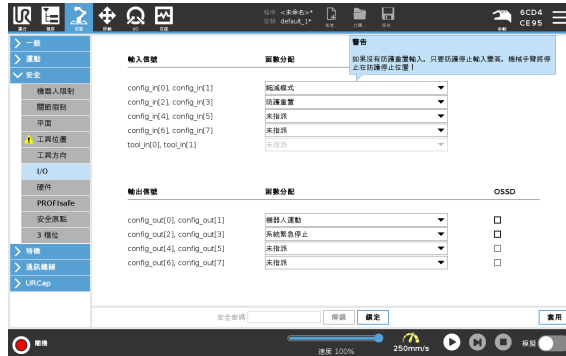 程序 <未命名>*
安裝 default_1*
6CD4
CE95
一般
運動
安全
機器人限制
關節限制
平面
工具位置
工具方向
I/O
硬件
PROFIsafe
安全原點
3 檔位
特徵
通訊總線
URCap
警告
如果沒有防護重置輸入，只要防護停止輸入變高，機械手臂將停
止在防護停止位置！
輸入信號 函數分配
config_in[0], config_in[1] 縮減模式
config_in[2], config_in[3] 防護重置
config_in[4], config_in[5] 未指派
config_in[6], config_in[7] 未指派
tool_in[0], tool_in[1] 未指派
輸出信號 函數分配 OSSD
config_out[0], config_out[1] 機器人運動
config_out[2], config_out[3] 系統緊急停止
config_out[4], config_out[5] 未指派
config_out[6], config_out[7] 未指派
安全密碼 解鎖 鎖定 套用
關機 速度 100% 250mm/s 模擬